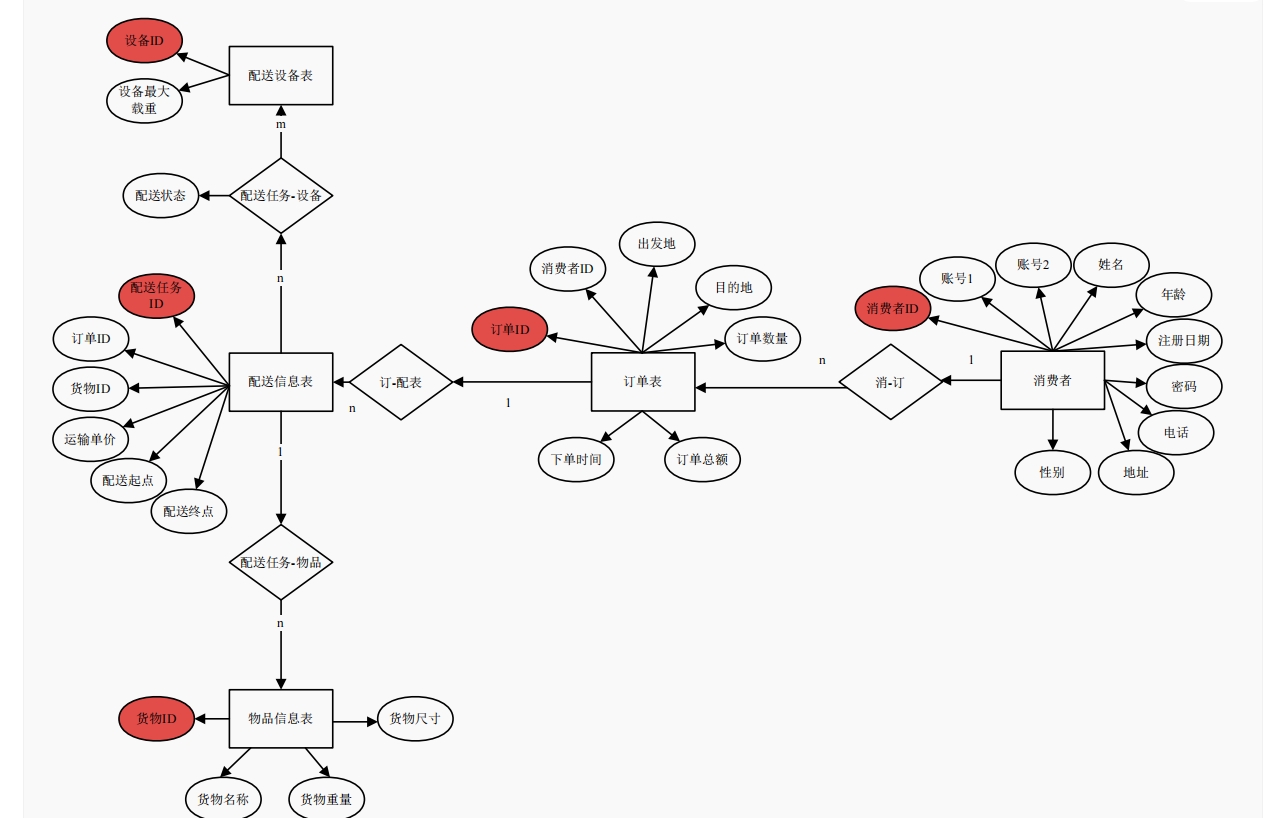 设备ID
配送设备表
设备最大
载重
m
配送状态
配送任务-设备
n
配送任务
ID
订单ID
货物ID
运输单价
配送起点
配送终点
配送信息表
订-配表
n
1
消费者ID
出发地
目的地
订单ID
订单数量
订单表
下单时间
订单总额
n
消-订
1
消费者ID
账号1
账号2
姓名
年龄
注册日期
消费者
密码
电话
性别
地址
1
配送任务-物品
n
货物ID
物品信息表
货物尺寸
货物名称
货物重量